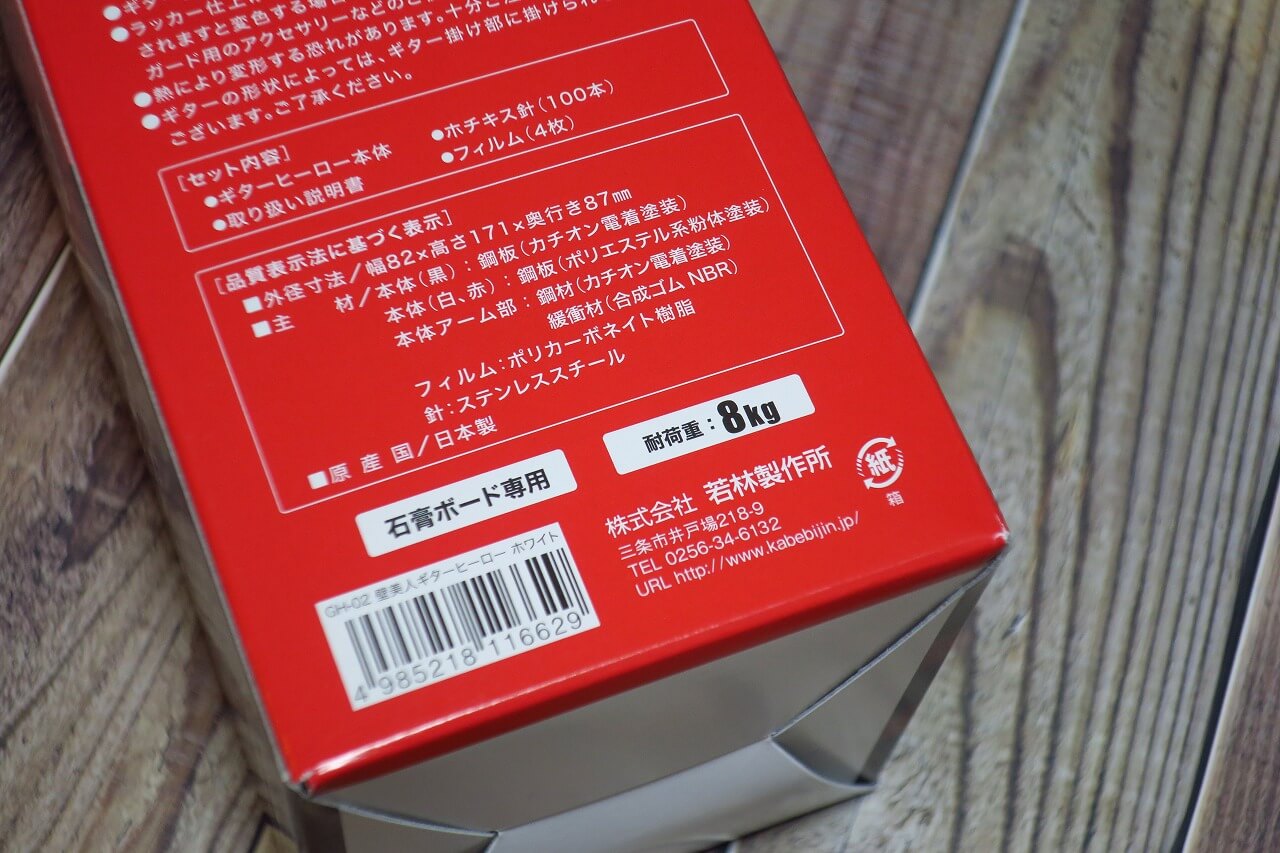 ●ギター
●ラッカー仕上
されますと変色する場合
ガード用のアクセサリーなどのご
●熱により変形する恐れがあります。十分ご注
●ギターの形状によっては、ギター掛け部に掛けられ
ございます。ご了承ください。
[セット内容]
●ギターヒーロー本体
●取り扱い説明書
●ホチキス針(100本)
●フィルム(4枚)
[品質表示法に基づく表示]
■外径寸法/幅82×高さ171×奥行き87mm
■主 材/本体(黒):鋼板(カチオン電着塗装)
本体(白、赤):鋼板(ポリエステル系粉体塗装)
本体アーム部:鋼材(カチオン電着塗装)
緩衝材(合成ゴム NBR)
フィルム:ポリカーボネイト樹脂
針:ステンレススチール
■原産国/日本製
石膏ボード専用
耐荷重:8kg
GH-02 壁美人ギターヒーロー ホワイト
4 985218 116629
株式会社 若林製作所
三条市井戸場218-9
TEL 0256-34-6132
URL http://www.kabebijin.jp/
紙
箱